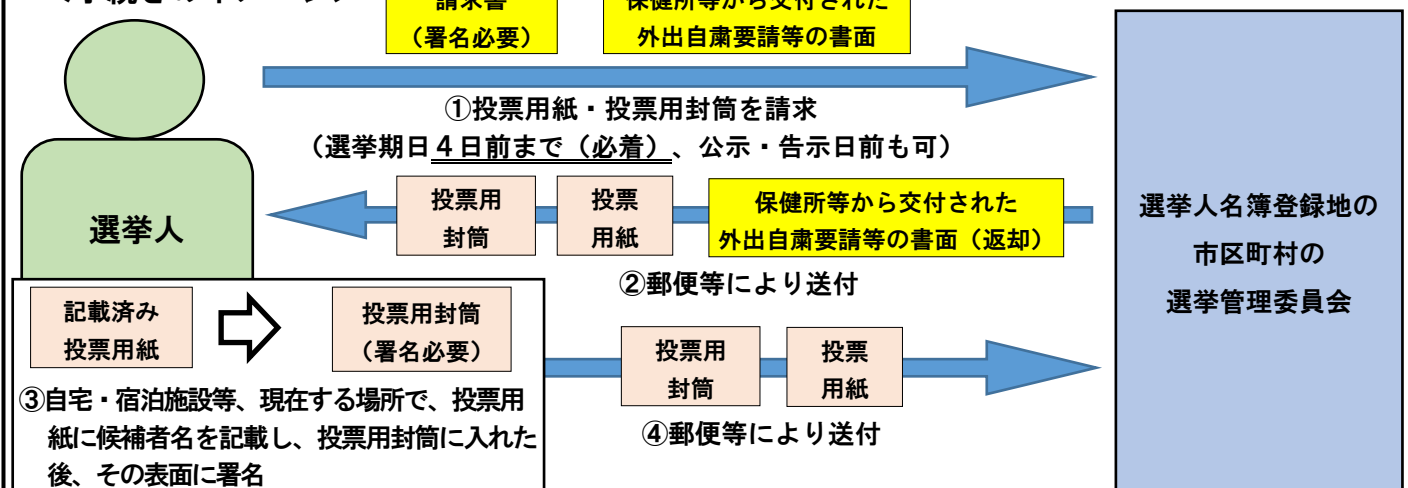 請求書
（署名必要）
保健所等から交付された
外出自粛要請等の書面
①投票用紙・投票用封筒を請求
（選挙期日４日前まで（必着）、公示・告示日前も可）
選挙人
投票用
封筒
投票
用紙
保健所等から交付された
外出自粛要請等の書面（返却）
②郵便等により送付
選挙人名簿登録地の
市区町村の
選挙管理委員会
記載済み
投票用紙
投票用封筒
（署名必要）
③自宅・宿泊施設等、現在する場所で、投票用
紙に候補者名を記載し、投票用封筒に入れた
後、その表面に署名
投票用
封筒
投票
用紙
④郵便等により送付